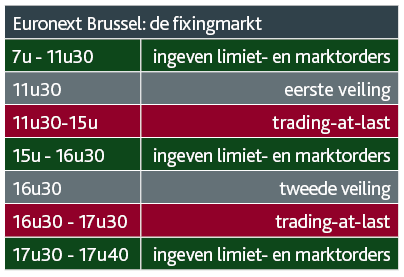 Euronext Brussel: de fixingmarkt
7u - 11u30 ingeven limiet- en marktorders
11u30 eerste veiling
11u30-15u trading-at-last
15u - 16u30 ingeven limiet- en marktorders
16u30 tweede veiling
16u30 - 17u30 trading-at-last
17u30 - 17u40 ingeven limiet- en marktorders